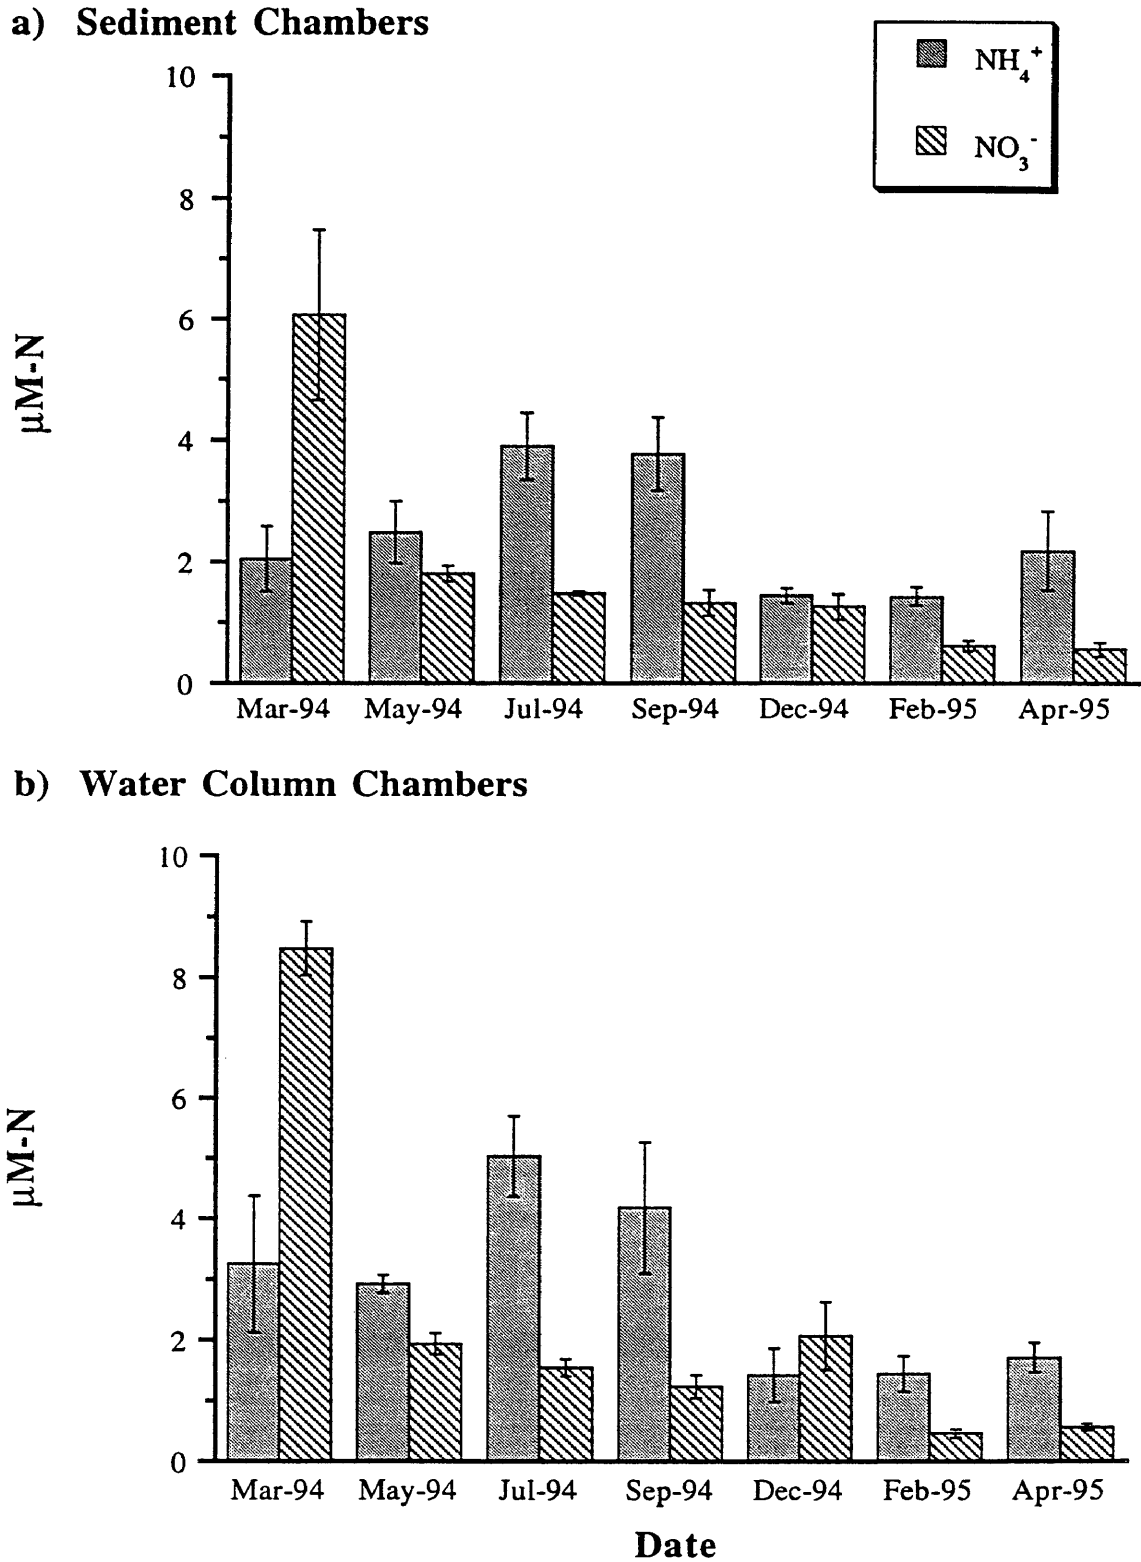 a) Sediment Chambers
NH₄⁺
NO₃⁻
10
8
6
4
2
0
μM-N
Mar-94 May-94 Jul-94 Sep-94 Dec-94 Feb-95 Apr-95
b) Water Column Chambers
10
8
6
4
2
0
μM-N
Mar-94 May-94 Jul-94 Sep-94 Dec-94 Feb-95 Apr-95
Date